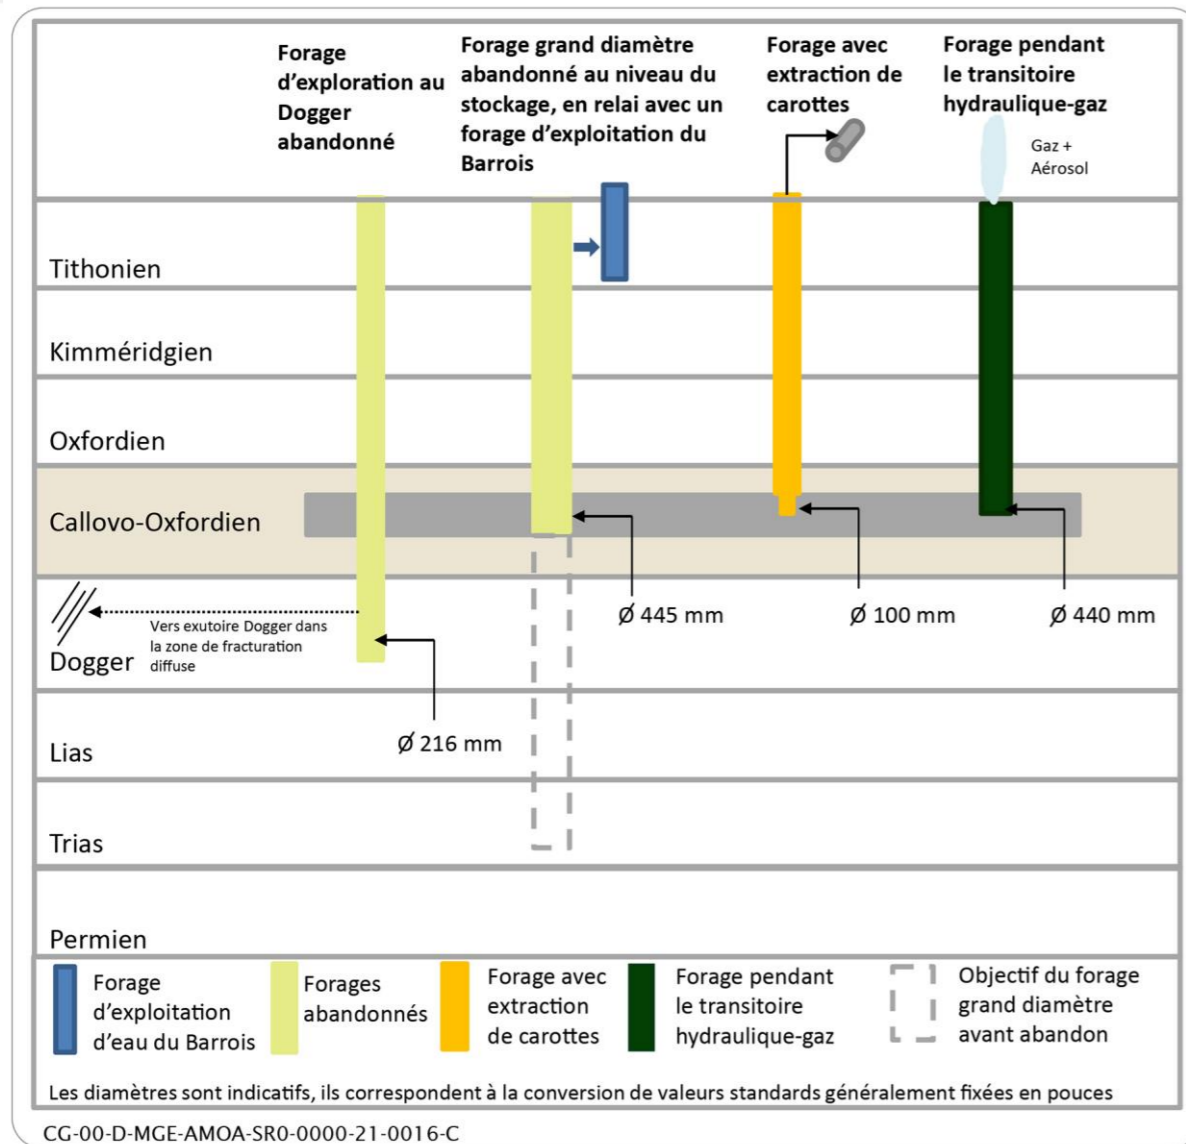 Forage
d'exploration au
Dogger
abandonné
Forage grand diamètre
abandonné au niveau du
stockage, en relai avec un
forage d'exploitation du
Barrois
Forage avec
extraction de
carottes
Forage pendant
le transitoire
hydraulique-gaz
Gaz +
Aérosol
Tithonien
Kimméridgien
Oxfordien
Callovo-Oxfordien
Ø 445 mm
Ø 100 mm
Ø 440 mm
Vers exutoire Dogger dans
la zone de fracturation
diffuse
Dogger
Ø 216 mm
Lias
Trias
Permien
Forage
d'exploitation
d'eau du Barrois
Forages
abandonnés
Forage avec
extraction
de carottes
Forage pendant
le transitoire
hydraulique-gaz
Objectif du forage
grand diamètre
avant abandon
Les diamètres sont indicatifs, ils correspondent à la conversion de valeurs standards généralement fixées en pouces
CG-00-D-MGE-AMOA-SR0-0000-21-0016-C